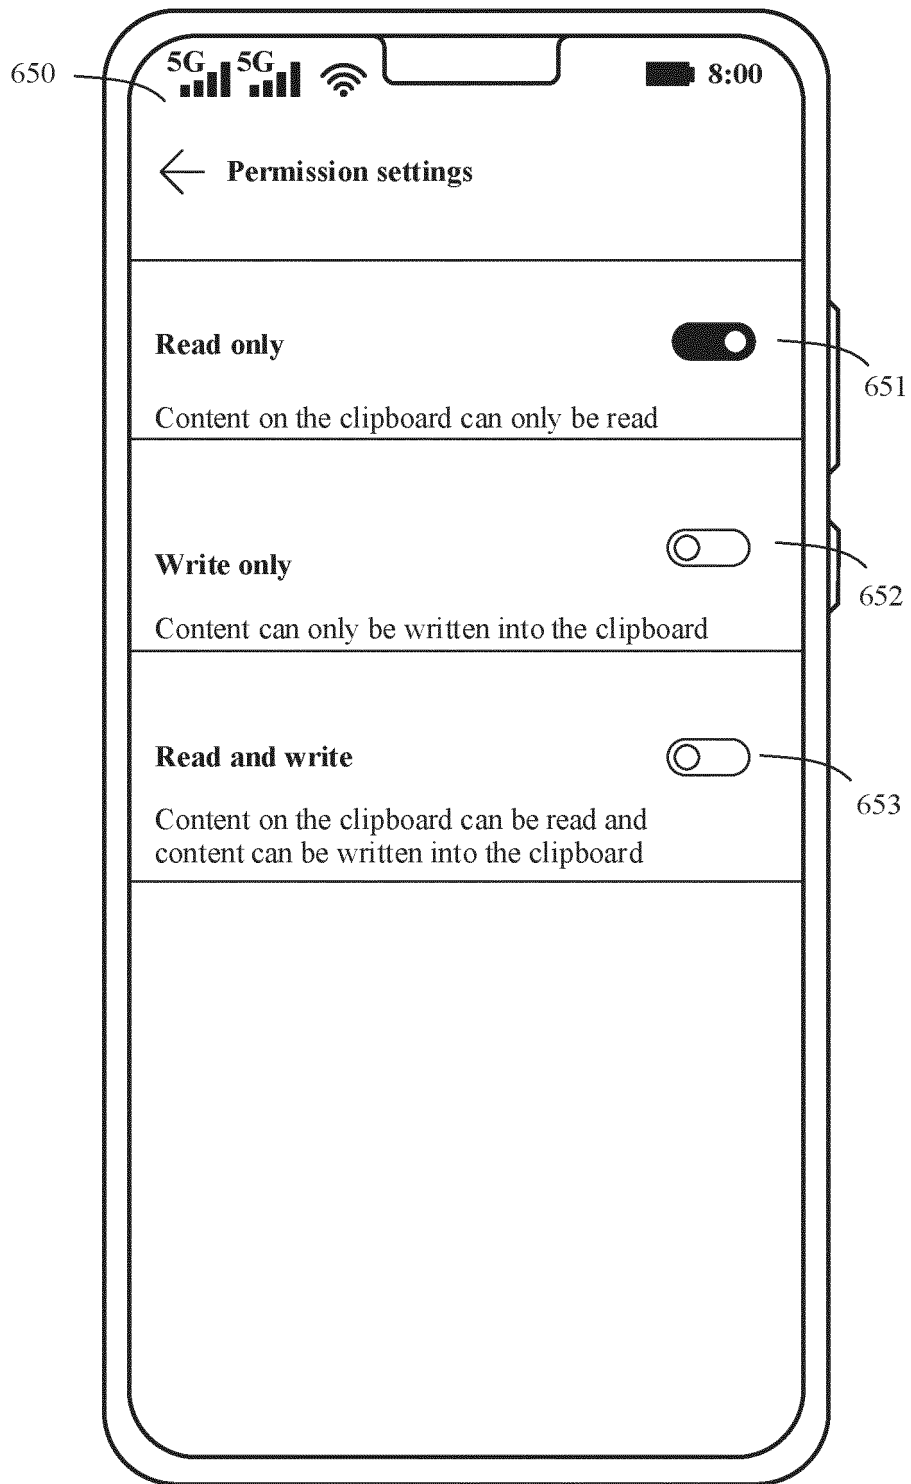 650
5G 5G 8:00
Permission settings
Read only
651
Content on the clipboard can only be read
Write only
652
Content can only be written into the clipboard
Read and write
653
Content on the clipboard can be read and
content can be written into the clipboard